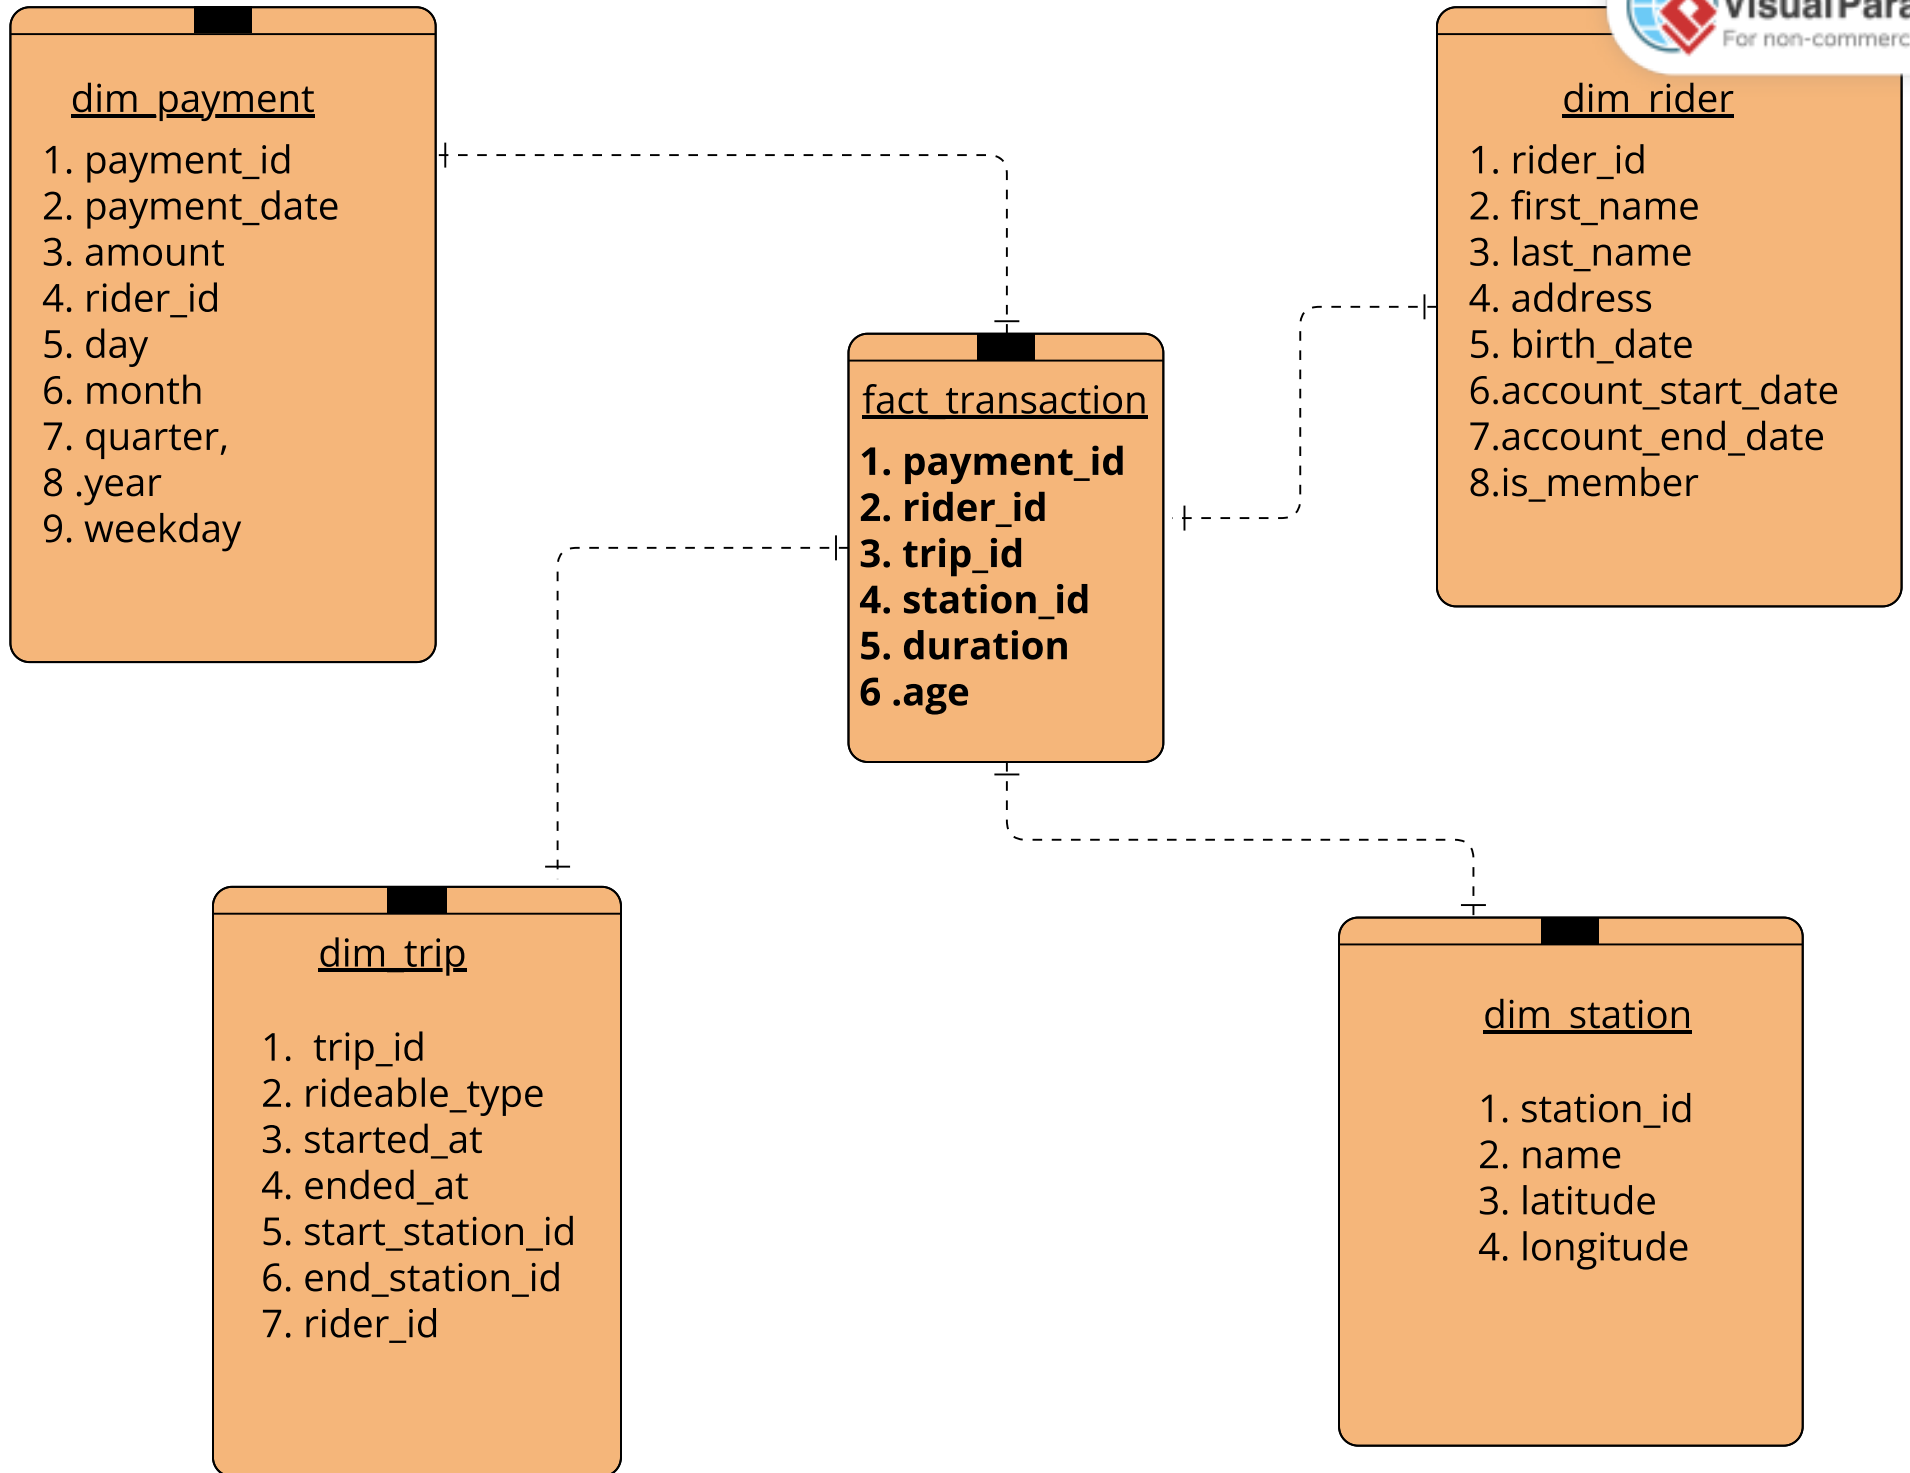 dim_payment
1. payment_id
2. payment_date
3. amount
4. rider_id
5. day
6. month
7. quarter,
8 .year
9. weekday
For non-commerc
dim_rider
1. rider_id
2. first_name
3. last_name
4. address
5. birth_date
6.account_start_date
7.account_end_date
8.is_member
fact_transaction
1. payment_id
2. rider_id
3. trip_id
4. station_id
5. duration
6 .age
dim_trip
1. trip_id
2. rideable_type
3. started_at
4. ended_at
5. start_station_id
6. end_station_id
7. rider_id
dim_station
1. station_id
2. name
3. latitude
4. longitude